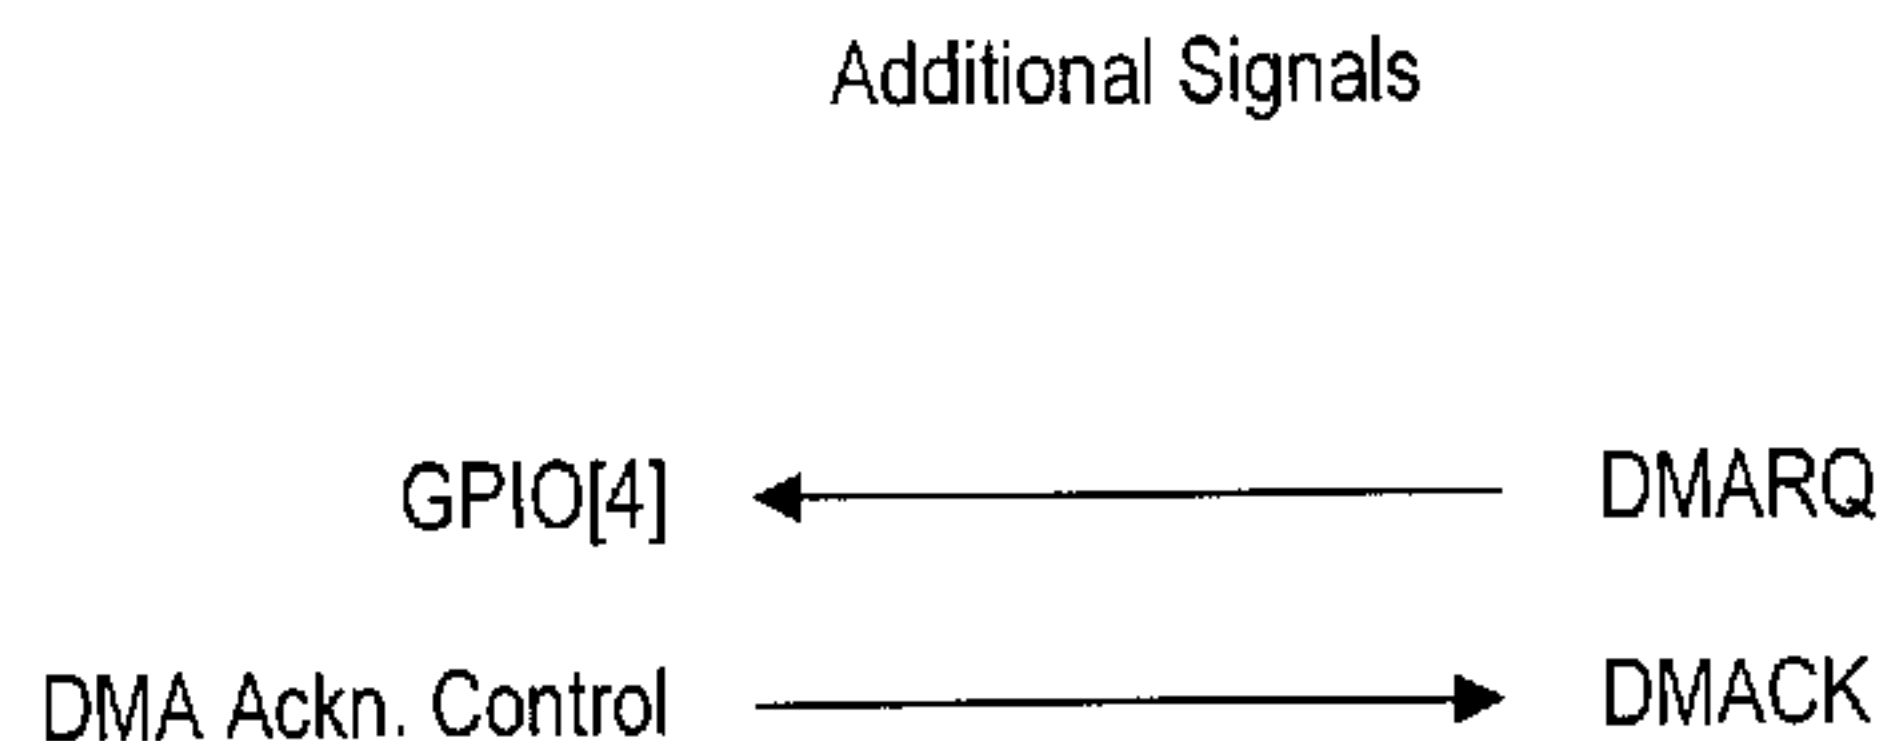 Additional Signals
GPIO[4] DMARQ
DMA Ackn. Control DMACK